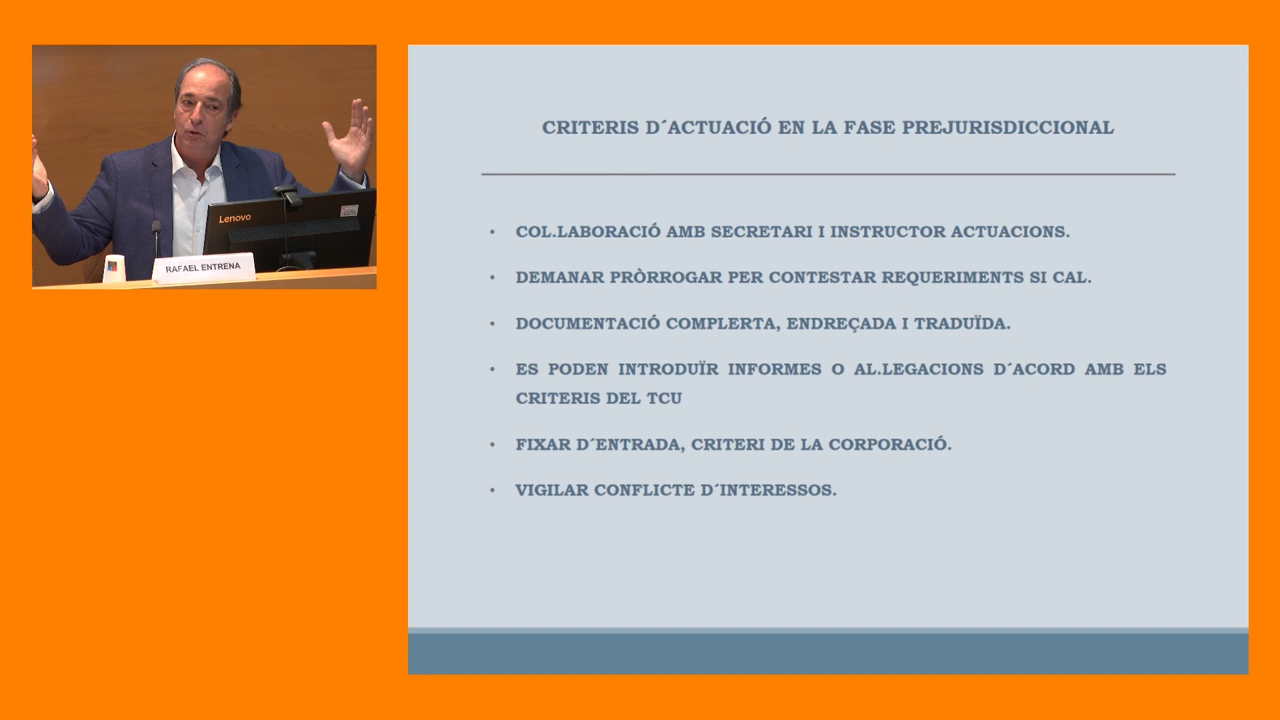 Lenovo
RAFAEL ENTRENA
CRITERIS D´ACTUACIÓ EN LA FASE PREJURISDICCIONAL
• COL.LABORACIÓ AMB SECRETARI I INSTRUCTOR ACTUACIONS.
• DEMANAR PRÒRROGAR PER CONTESTAR REQUERIMENTS SI CAL.
• DOCUMENTACIÓ COMPLERTA, ENDREÇADA I TRADUÏDA.
• ES PODEN INTRODUÏR INFORMES O AL.LEGACIONS D´ACORD AMB ELS
CRITERIS DEL TCU
• FIXAR D´ENTRADA, CRITERI DE LA CORPORACIÓ.
• VIGILAR CONFLICTE D´INTERESSOS.